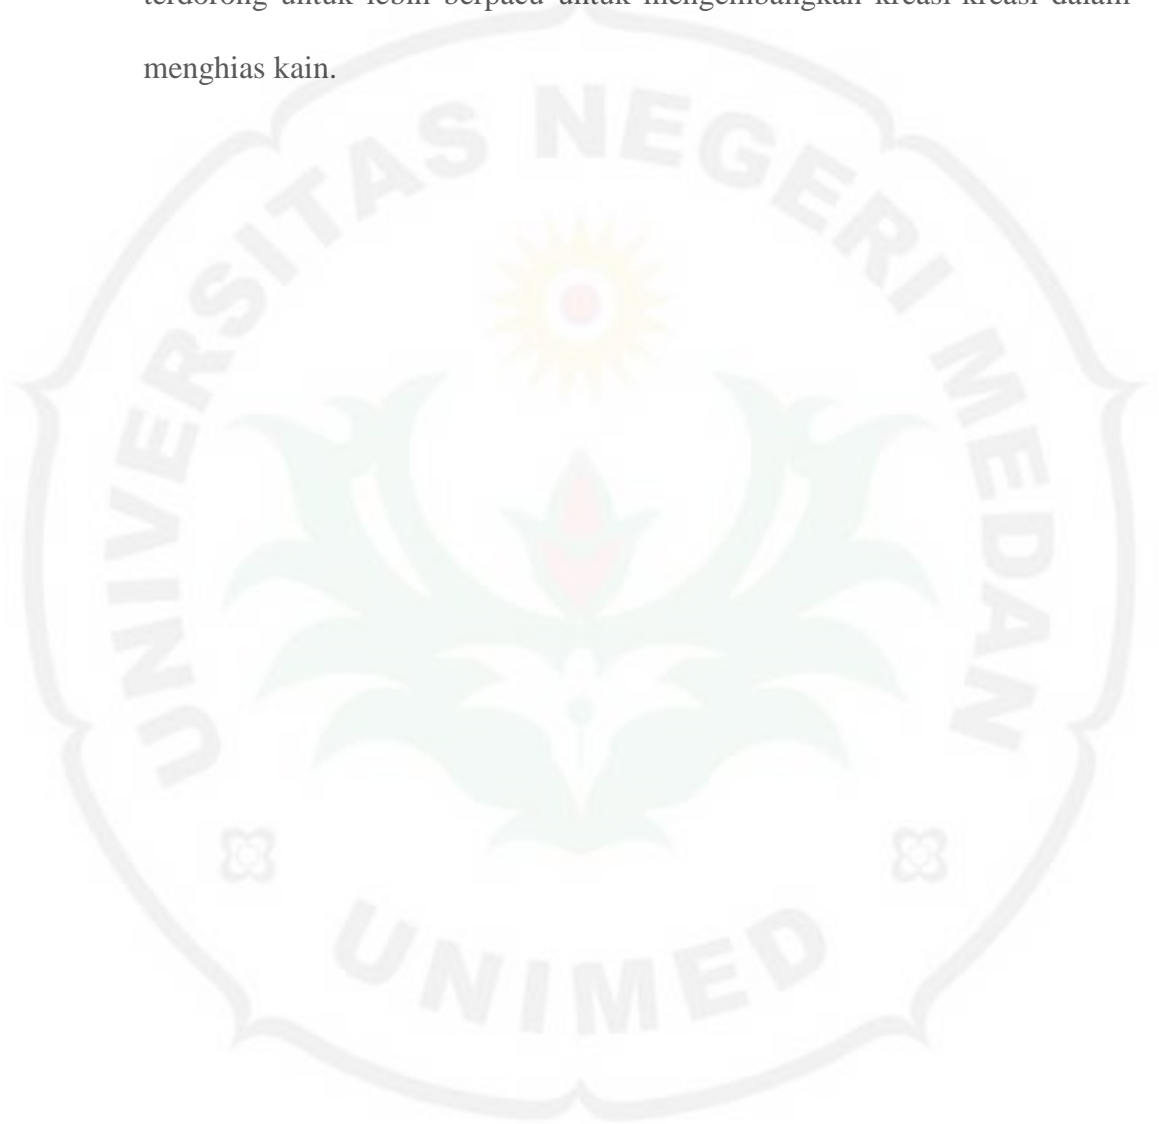 terdorong untuk lebih berpacu untuk mengembangkan kreasi-kreasi dalam
menghias kain.
UNIVERSITAS NEGERI MEDAN
UNIMED